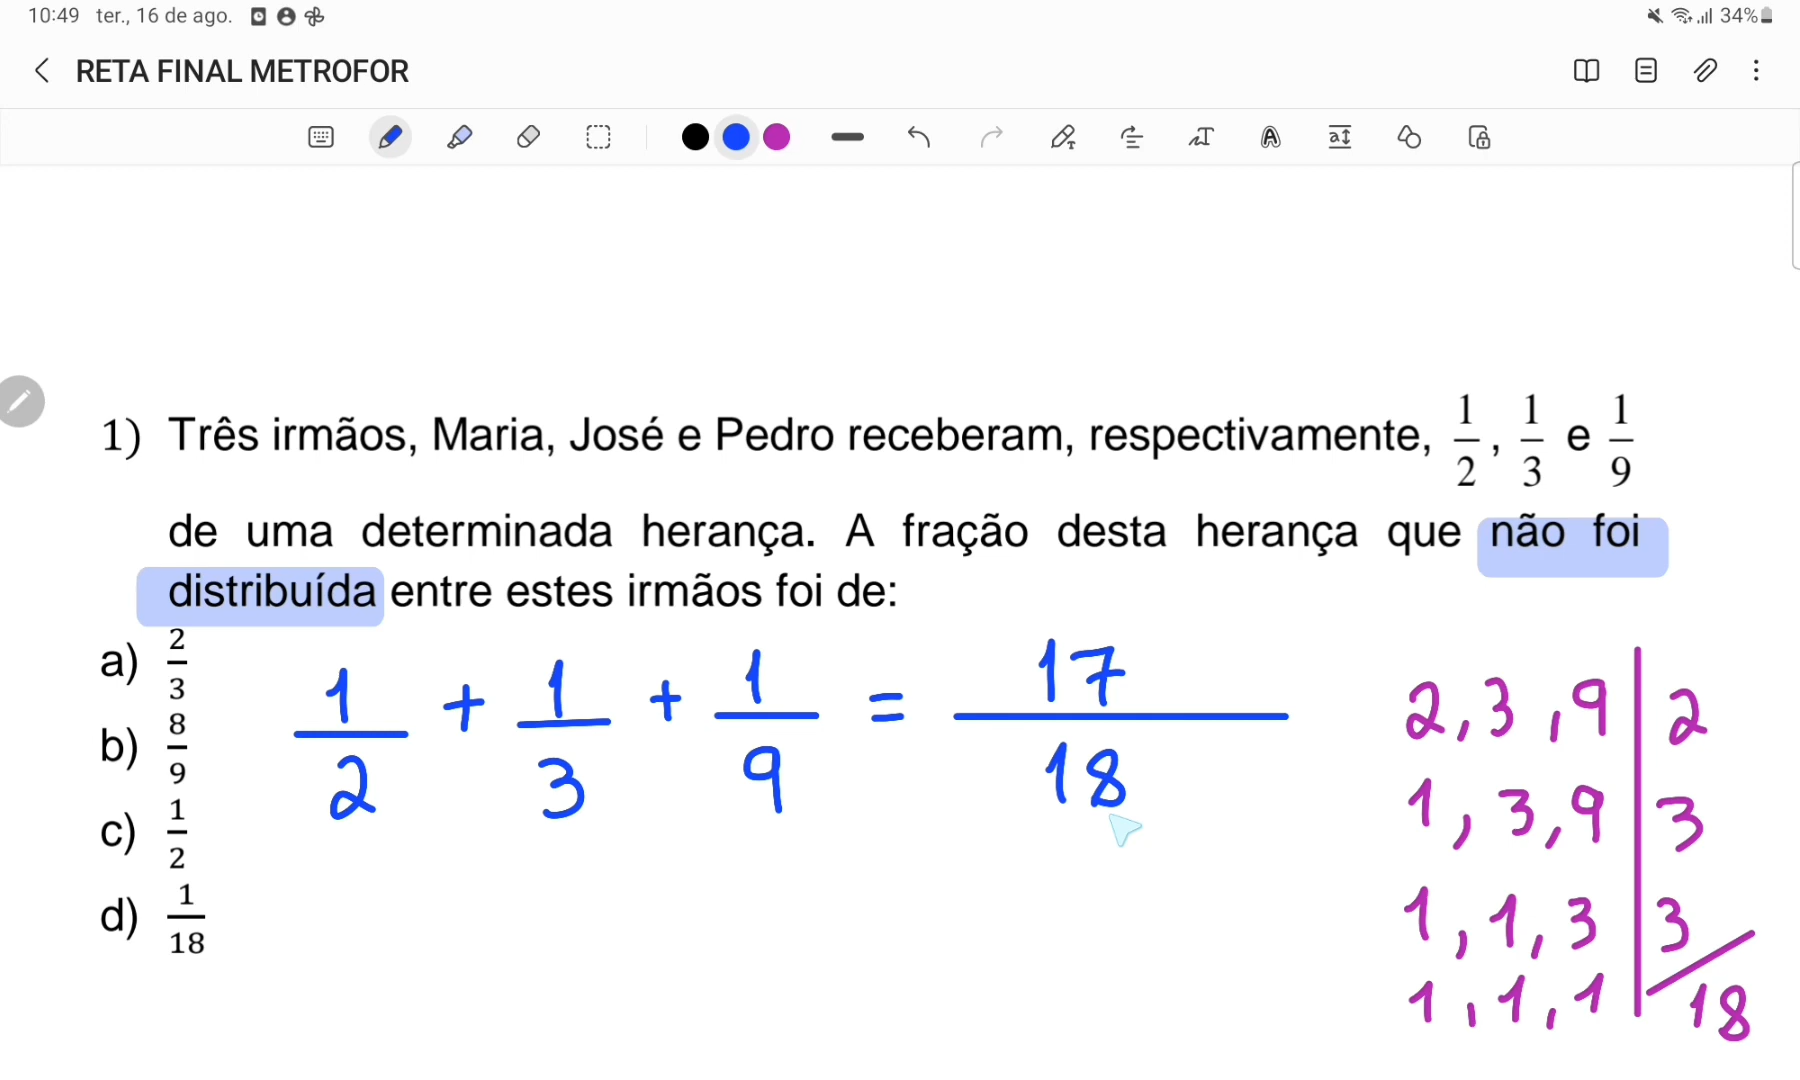 10:49 ter., 16 de ago. 34%
RETA FINAL METROFOR
1) Três irmãos, Maria, José e Pedro receberam, respectivamente, 1/2, 1/3 e 1/9
de uma determinada herança. A fração desta herança que não foi
distribuída entre estes irmãos foi de:
a) 2/3
b) 8/9
c) 1/2
d) 1/18
1/2 + 1/3 + 1/9 = 17/18
2, 3, 9 | 2
1, 3, 9 | 3
1, 1, 3 | 3
1, 1, 1 | 18